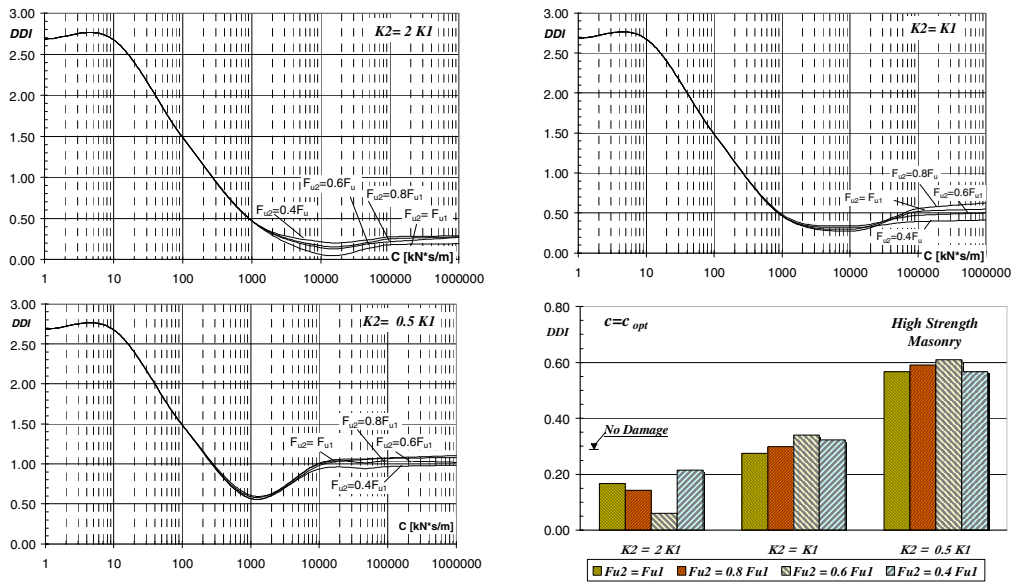 3.00
DDI
2.50
2.00
1.50
1.00
0.50
0.00
K2= 2 K1
Fu2=0.6Fu
Fu2=0.8Fu1
Fu2=0.4Fu
Fu2= Fu1
C [kN*s/m]
1 10 100 1000 10000 100000 1000000
3.00
DDI
2.50
2.00
1.50
1.00
0.50
0.00
K2= K1
Fu2=0.8Fu
Fu2= Fu1
Fu2=0.6Fu1
Fu2=0.4Fu
C [kN*s/m]
1 10 100 1000 10000 100000 1000000
3.00
DDI
2.50
2.00
1.50
1.00
0.50
0.00
K2= 0.5 K1
Fu2=0.8Fu1
Fu2= Fu1
Fu2=0.6Fu1
Fu2=0.4Fu1
C [kN*s/m]
1 10 100 1000 10000 100000 1000000
0.80
DDI
0.60
0.40
0.20
0.00
c=c opt
High Strength
Masonry
No Damage
K2 = 2 K1
K2 = K1
K2 = 0.5 K1
Fu2 = Fu1
Fu2 = 0.8 Fu1
Fu2 = 0.6 Fu1
Fu2 = 0.4 Fu1